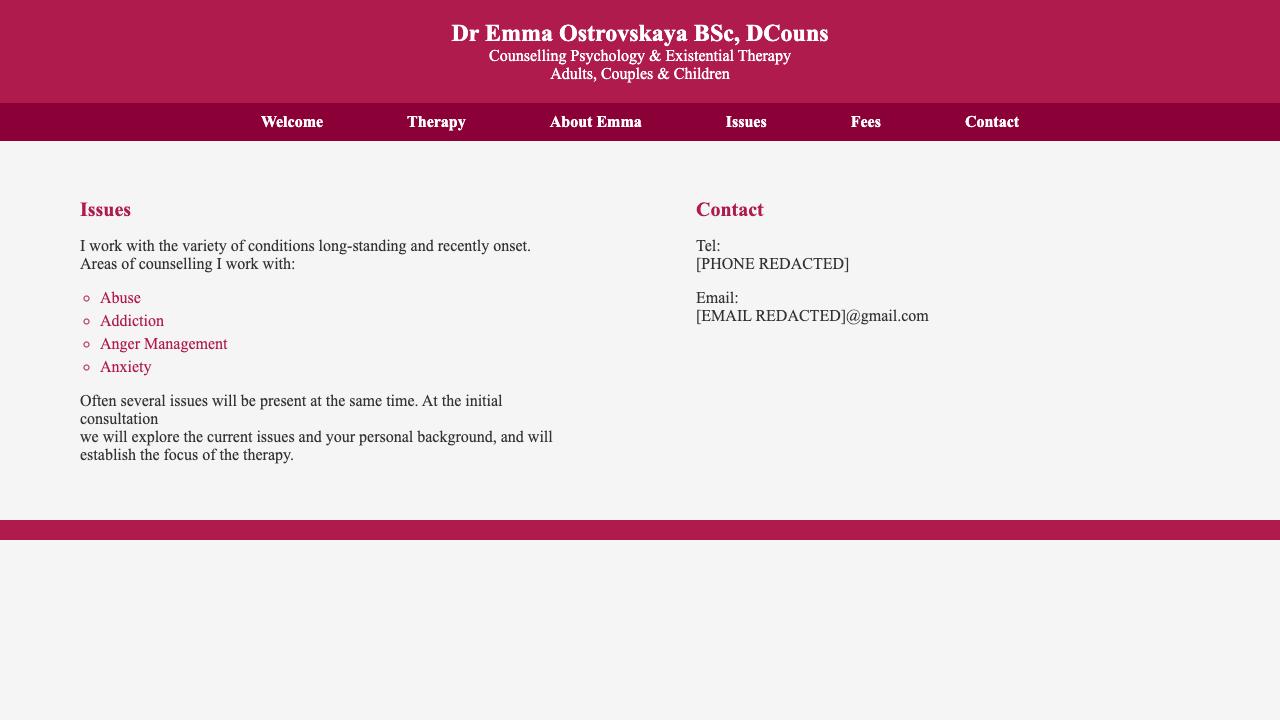 Dr Emma Ostrovskaya BSc, DCouns
Counselling Psychology & Existential Therapy
Adults, Couples & Children
Welcome Therapy About Emma Issues Fees Contact
Issues
I work with the variety of conditions long-standing and recently onset.
Areas of counselling I work with:
Abuse
Addiction
Anger Management
Anxiety
Often several issues will be present at the same time. At the initial
consultation
we will explore the current issues and your personal background, and will
establish the focus of the therapy.
Contact
Tel:
[PHONE REDACTED]
Email:
[EMAIL REDACTED]@gmail.com